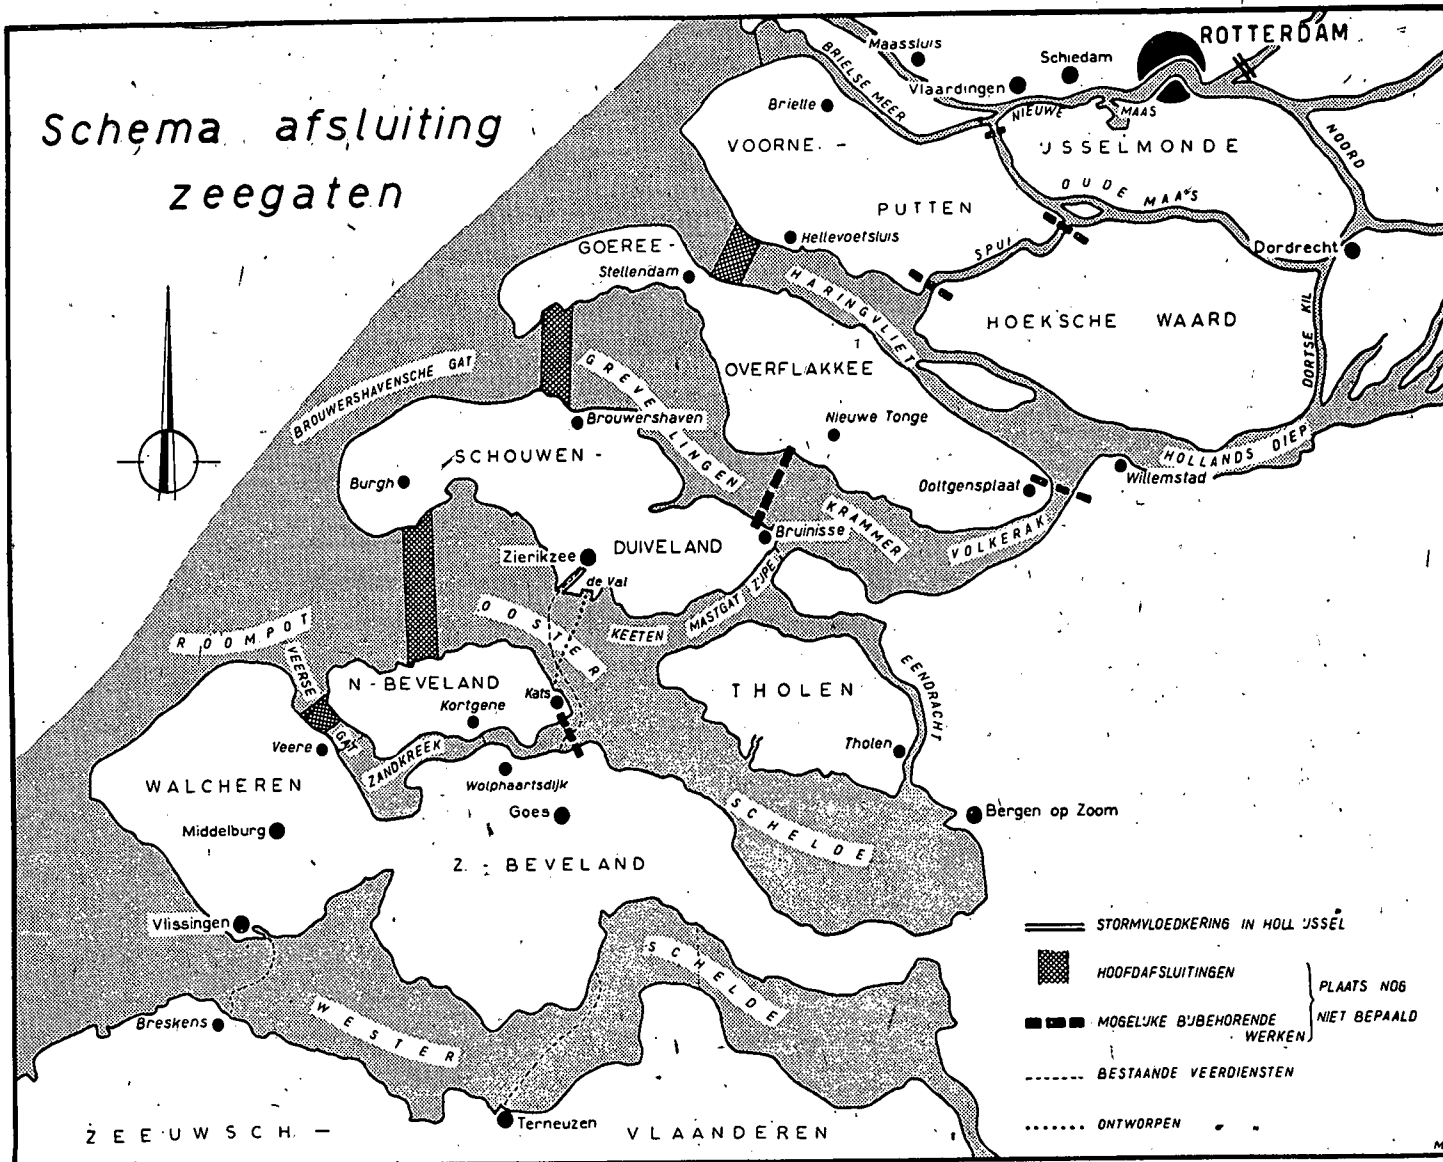 Schema afsluiting
zeegaten
ROTTERDAM
Maassluis
Schiedam
Vlaardingen
BRIELSE MEER
Brielle
NIEUWE MAAS
VOORNE -
IJSSELMONDE
NOORD
OUDE MAAS
PUTTEN
Hellevoetsluis
SPUI
Dordrecht
GOEREE -
Stellendam
HARINGVLIET
HOEKSCHE WAARD
DORTSE KIL
BROUWERSHAVENSCHE GAT
GREVELINGEN
OVERFLAKKEE
Brouwershaven
Nieuwe Tonge
HOLLANDS DIEP
SCHOUWEN -
Willemstad
Burgh
Ooltgensplaat
KRAMMER
VOLKERAK
Bruinisse
DUIVELAND
Zierikzee
de Val
ZIJPE
MASTGAT
KEETEN
ROOMPOT
OOSTER
VEERSE
GAT
N-BEVELAND
Kats
Kortgene
THOLEN
EENDRACHT
Tholen
Veere
ZANDKREEK
Wolphaartsdijk
WALCHEREN
Goes
SCHELDE
Bergen op Zoom
Middelburg
Z.-BEVELAND
Vlissingen
SCHELDE
WESTER
Breskens
Terneuzen
ZEEUWSCH -
VLAANDEREN
STORMVLOEDKERING IN HOLL IJSSEL
HOOFDAFSLUITINGEN
PLAATS NOG
NIET BEPAALD
MOGELIJKE BIJBEHORENDE
WERKEN
BESTAANDE VEERDIENSTEN
ONTWORPEN " "
M